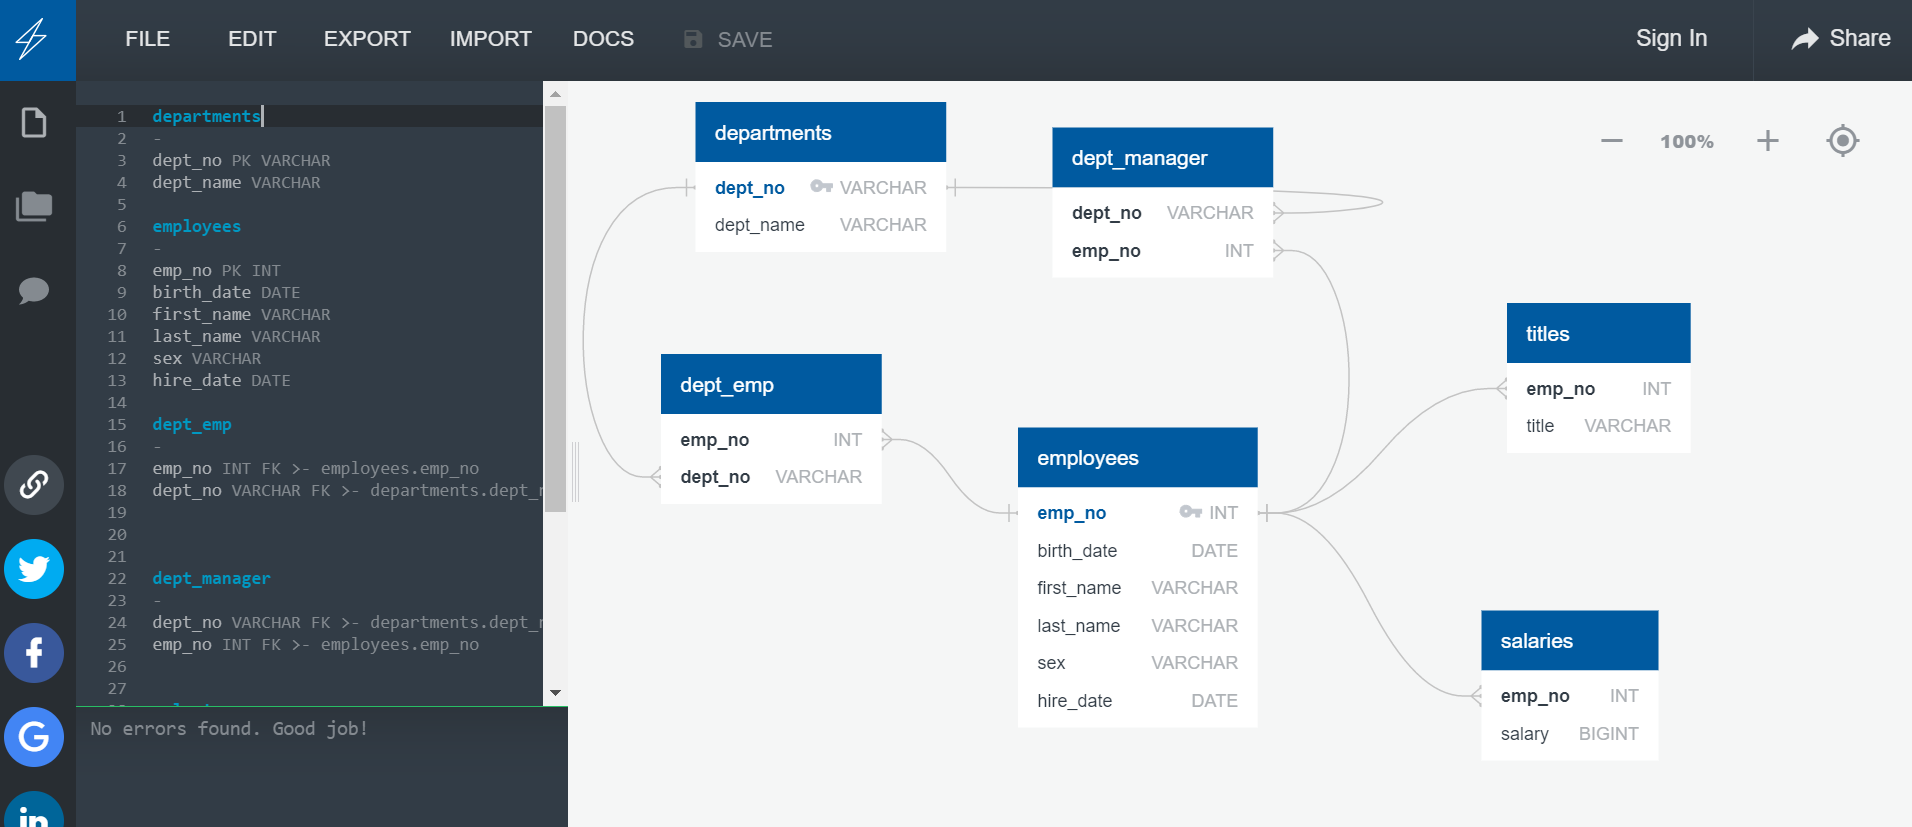 FILE EDIT EXPORT IMPORT DOCS SAVE Sign In Share
1 departments
2 -
3 dept_no PK VARCHAR
4 dept_name VARCHAR
5
6 employees
7 -
8 emp_no PK INT
9 birth_date DATE
10 first_name VARCHAR
11 last_name VARCHAR
12 sex VARCHAR
13 hire_date DATE
14
15 dept_emp
16 -
17 emp_no INT FK >- employees.emp_no
18 dept_no VARCHAR FK >- departments.dept_n
19
20
21
22 dept_manager
23 -
24 dept_no VARCHAR FK >- departments.dept_n
25 emp_no INT FK >- employees.emp_no
26
27
No errors found. Good job!
100%
departments
dept_no VARCHAR
dept_name VARCHAR
dept_manager
dept_no VARCHAR
emp_no INT
dept_emp
emp_no INT
dept_no VARCHAR
employees
emp_no INT
birth_date DATE
first_name VARCHAR
last_name VARCHAR
sex VARCHAR
hire_date DATE
titles
emp_no INT
title VARCHAR
salaries
emp_no INT
salary BIGINT
f
G
in